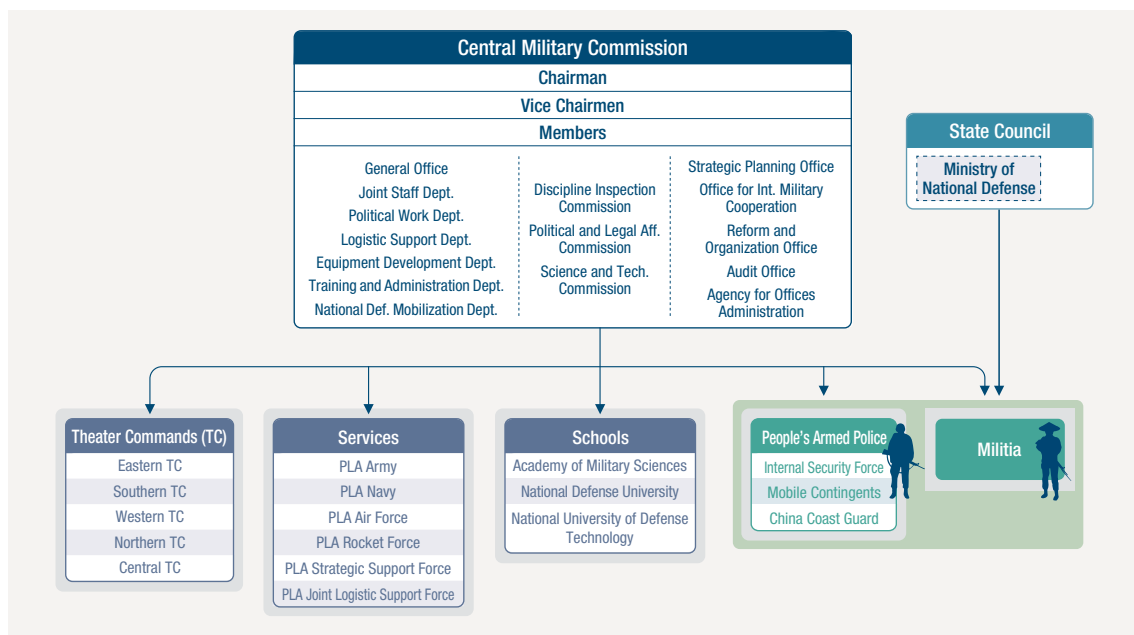 Central Military Commission
Chairman
Vice Chairmen
Members
General Office
Joint Staff Dept.
Political Work Dept.
Logistic Support Dept.
Equipment Development Dept.
Training and Administration Dept.
National Def. Mobilization Dept.
Discipline Inspection
Commission
Political and Legal Aff.
Commission
Science and Tech.
Commission
Strategic Planning Office
Office for Int. Military
Cooperation
Reform and
Organization Office
Audit Office
Agency for Offices
Administration
State Council
Ministry of
National Defense
Theater Commands (TC)
Eastern TC
Southern TC
Western TC
Northern TC
Central TC
Services
PLA Army
PLA Navy
PLA Air Force
PLA Rocket Force
PLA Strategic Support Force
PLA Joint Logistic Support Force
Schools
Academy of Military Sciences
National Defense University
National University of Defense
Technology
People's Armed Police
Internal Security Force
Mobile Contingents
China Coast Guard
Militia